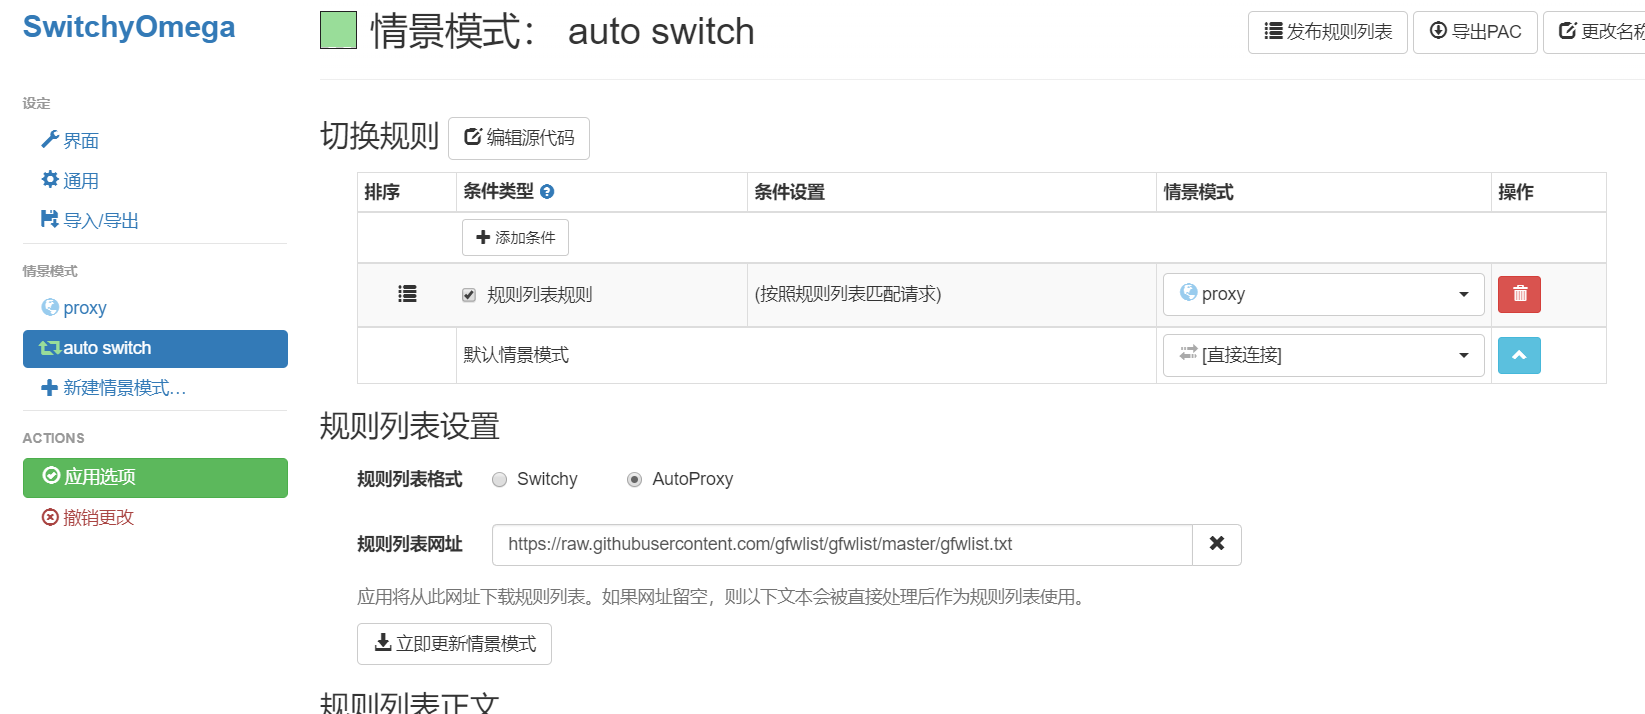 SwitchyOmega
情景模式： auto switch
发布规则列表
导出PAC
更改名称
设定
界面
通用
导入/导出
情景模式
proxy
auto switch
新建情景模式…
ACTIONS
应用选项
撤销更改
切换规则 编辑源代码
排序 条件类型 条件设置 情景模式 操作
添加条件
规则列表规则 (按照规则列表匹配请求) proxy
默认情景模式 [直接连接]
规则列表设置
规则列表格式 Switchy AutoProxy
规则列表网址 https://raw.githubusercontent.com/gfwlist/gfwlist/master/gfwlist.txt
应用将从此网址下载规则列表。如果网址留空，则以下文本会被直接处理后作为规则列表使用。
立即更新情景模式
规则列表正文